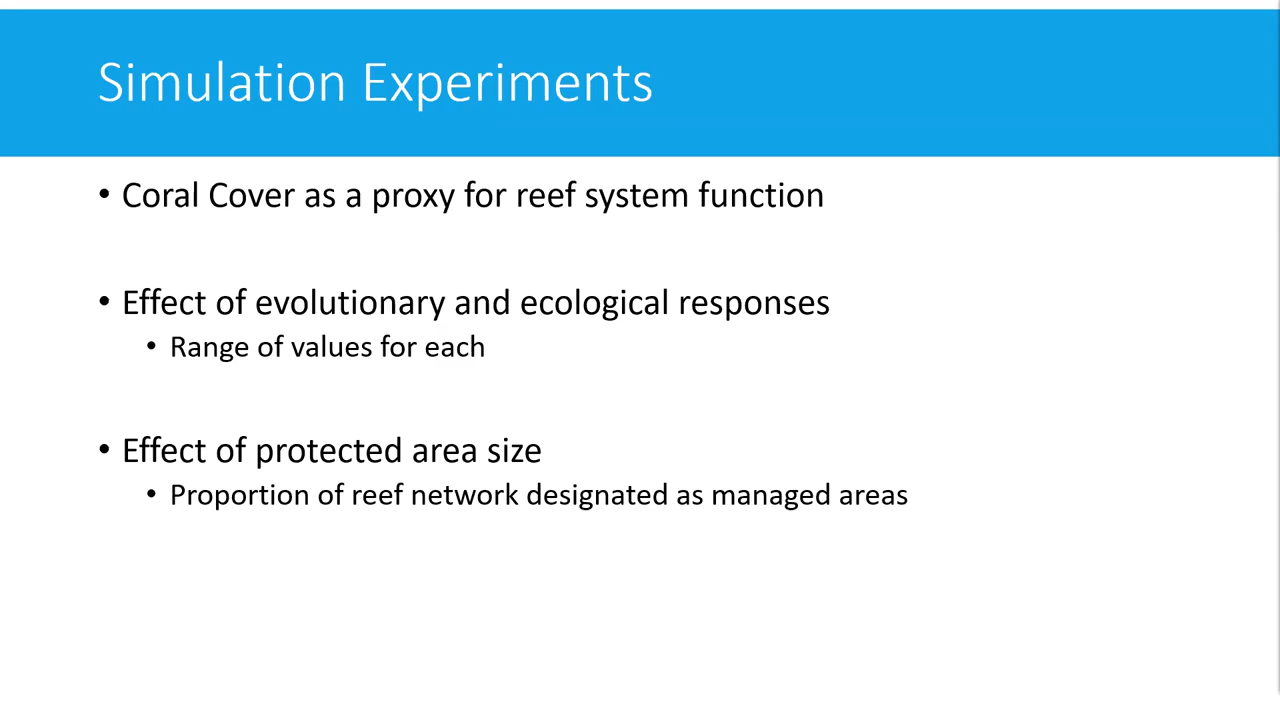 Simulation Experiments
• Coral Cover as a proxy for reef system function
• Effect of evolutionary and ecological responses
• Range of values for each
• Effect of protected area size
• Proportion of reef network designated as managed areas